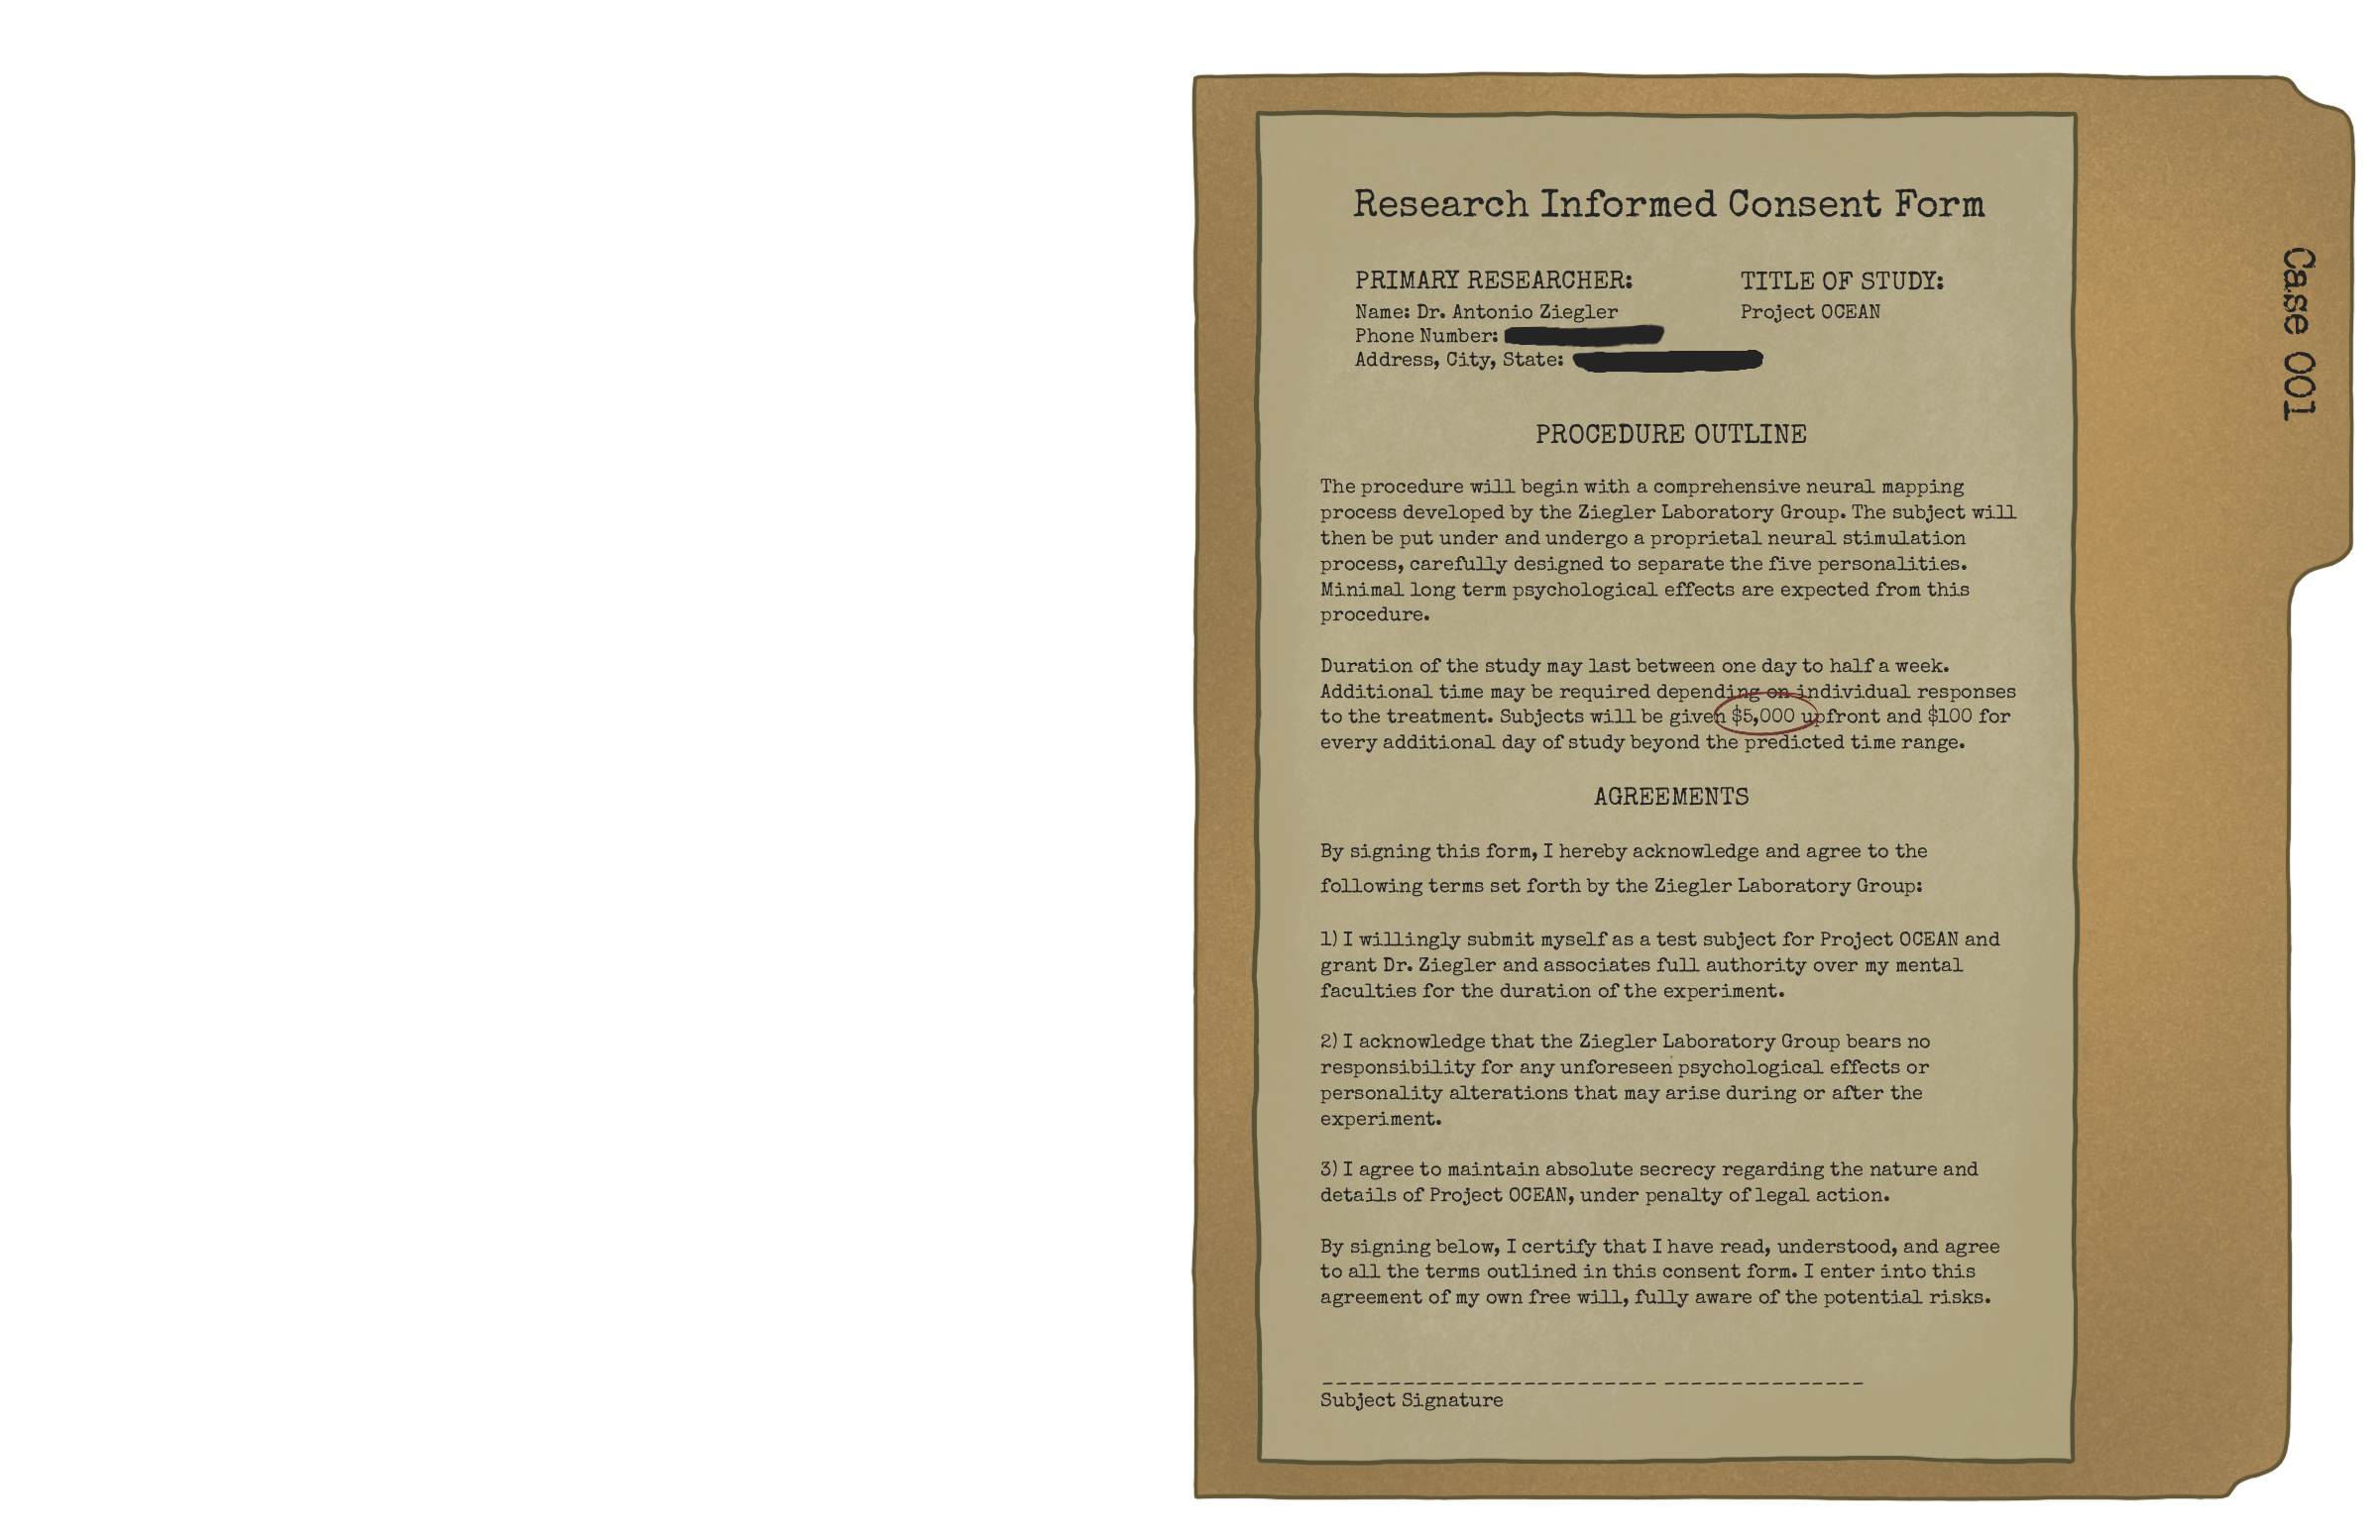 Research Informed Consent Form
PRIMARY RESEARCHER:
Name: Dr. Antonio Ziegler
Phone Number:
Address, City, State:
TITLE OF STUDY:
Project OCEAN
PROCEDURE OUTLINE
The procedure will begin with a comprehensive neural mapping
process developed by the Ziegler Laboratory Group. The subject will
then be put under and undergo a proprietal neural stimulation
process, carefully designed to separate the five personalities.
Minimal long term psychological effects are expected from this
procedure.
Duration of the study may last between one day to half a week.
Additional time may be required depending on individual responses
to the treatment. Subjects will be given $5,000 upfront and $100 for
every additional day of study beyond the predicted time range.
AGREEMENTS
By signing this form, I hereby acknowledge and agree to the
following terms set forth by the Ziegler Laboratory Group:
1) I willingly submit myself as a test subject for Project OCEAN and
grant Dr. Ziegler and associates full authority over my mental
faculties for the duration of the experiment.
2) I acknowledge that the Ziegler Laboratory Group bears no
responsibility for any unforeseen psychological effects or
personality alterations that may arise during or after the
experiment.
3) I agree to maintain absolute secrecy regarding the nature and
details of Project OCEAN, under penalty of legal action.
By signing below, I certify that I have read, understood, and agree
to all the terms outlined in this consent form. I enter into this
agreement of my own free will, fully aware of the potential risks.
Subject Signature
Case 001